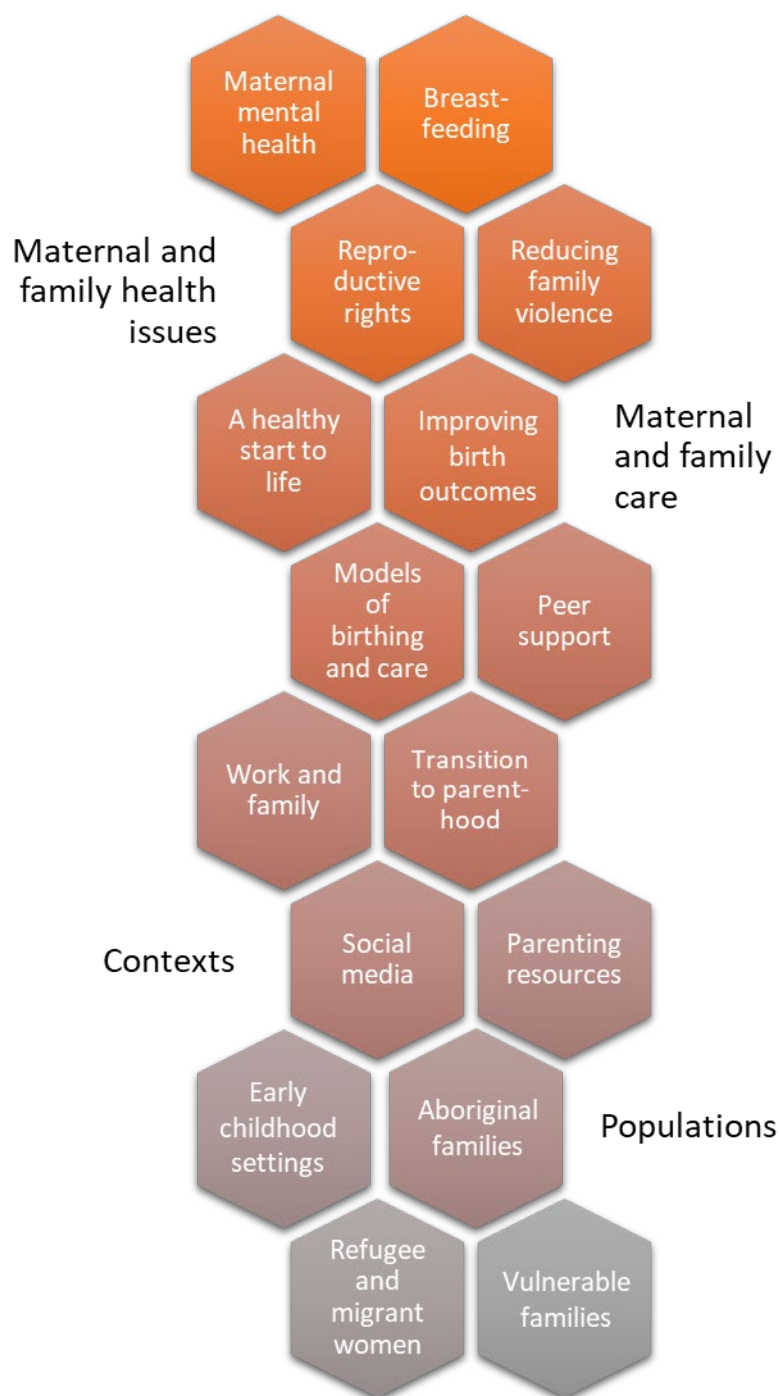 Maternal
mental
health
Breast-
feeding
Maternal and
family health
issues
Repro-
ductive
rights
Reducing
family
violence
A healthy
start to
life
Improving
birth
outcomes
Maternal
and family
care
Models
of
birthing
and care
Peer
support
Work and
family
Transition
to parent-
hood
Contexts
Social
media
Parenting
resources
Early
childhood
settings
Aboriginal
families
Populations
Refugee
and
migrant
women
Vulnerable
families